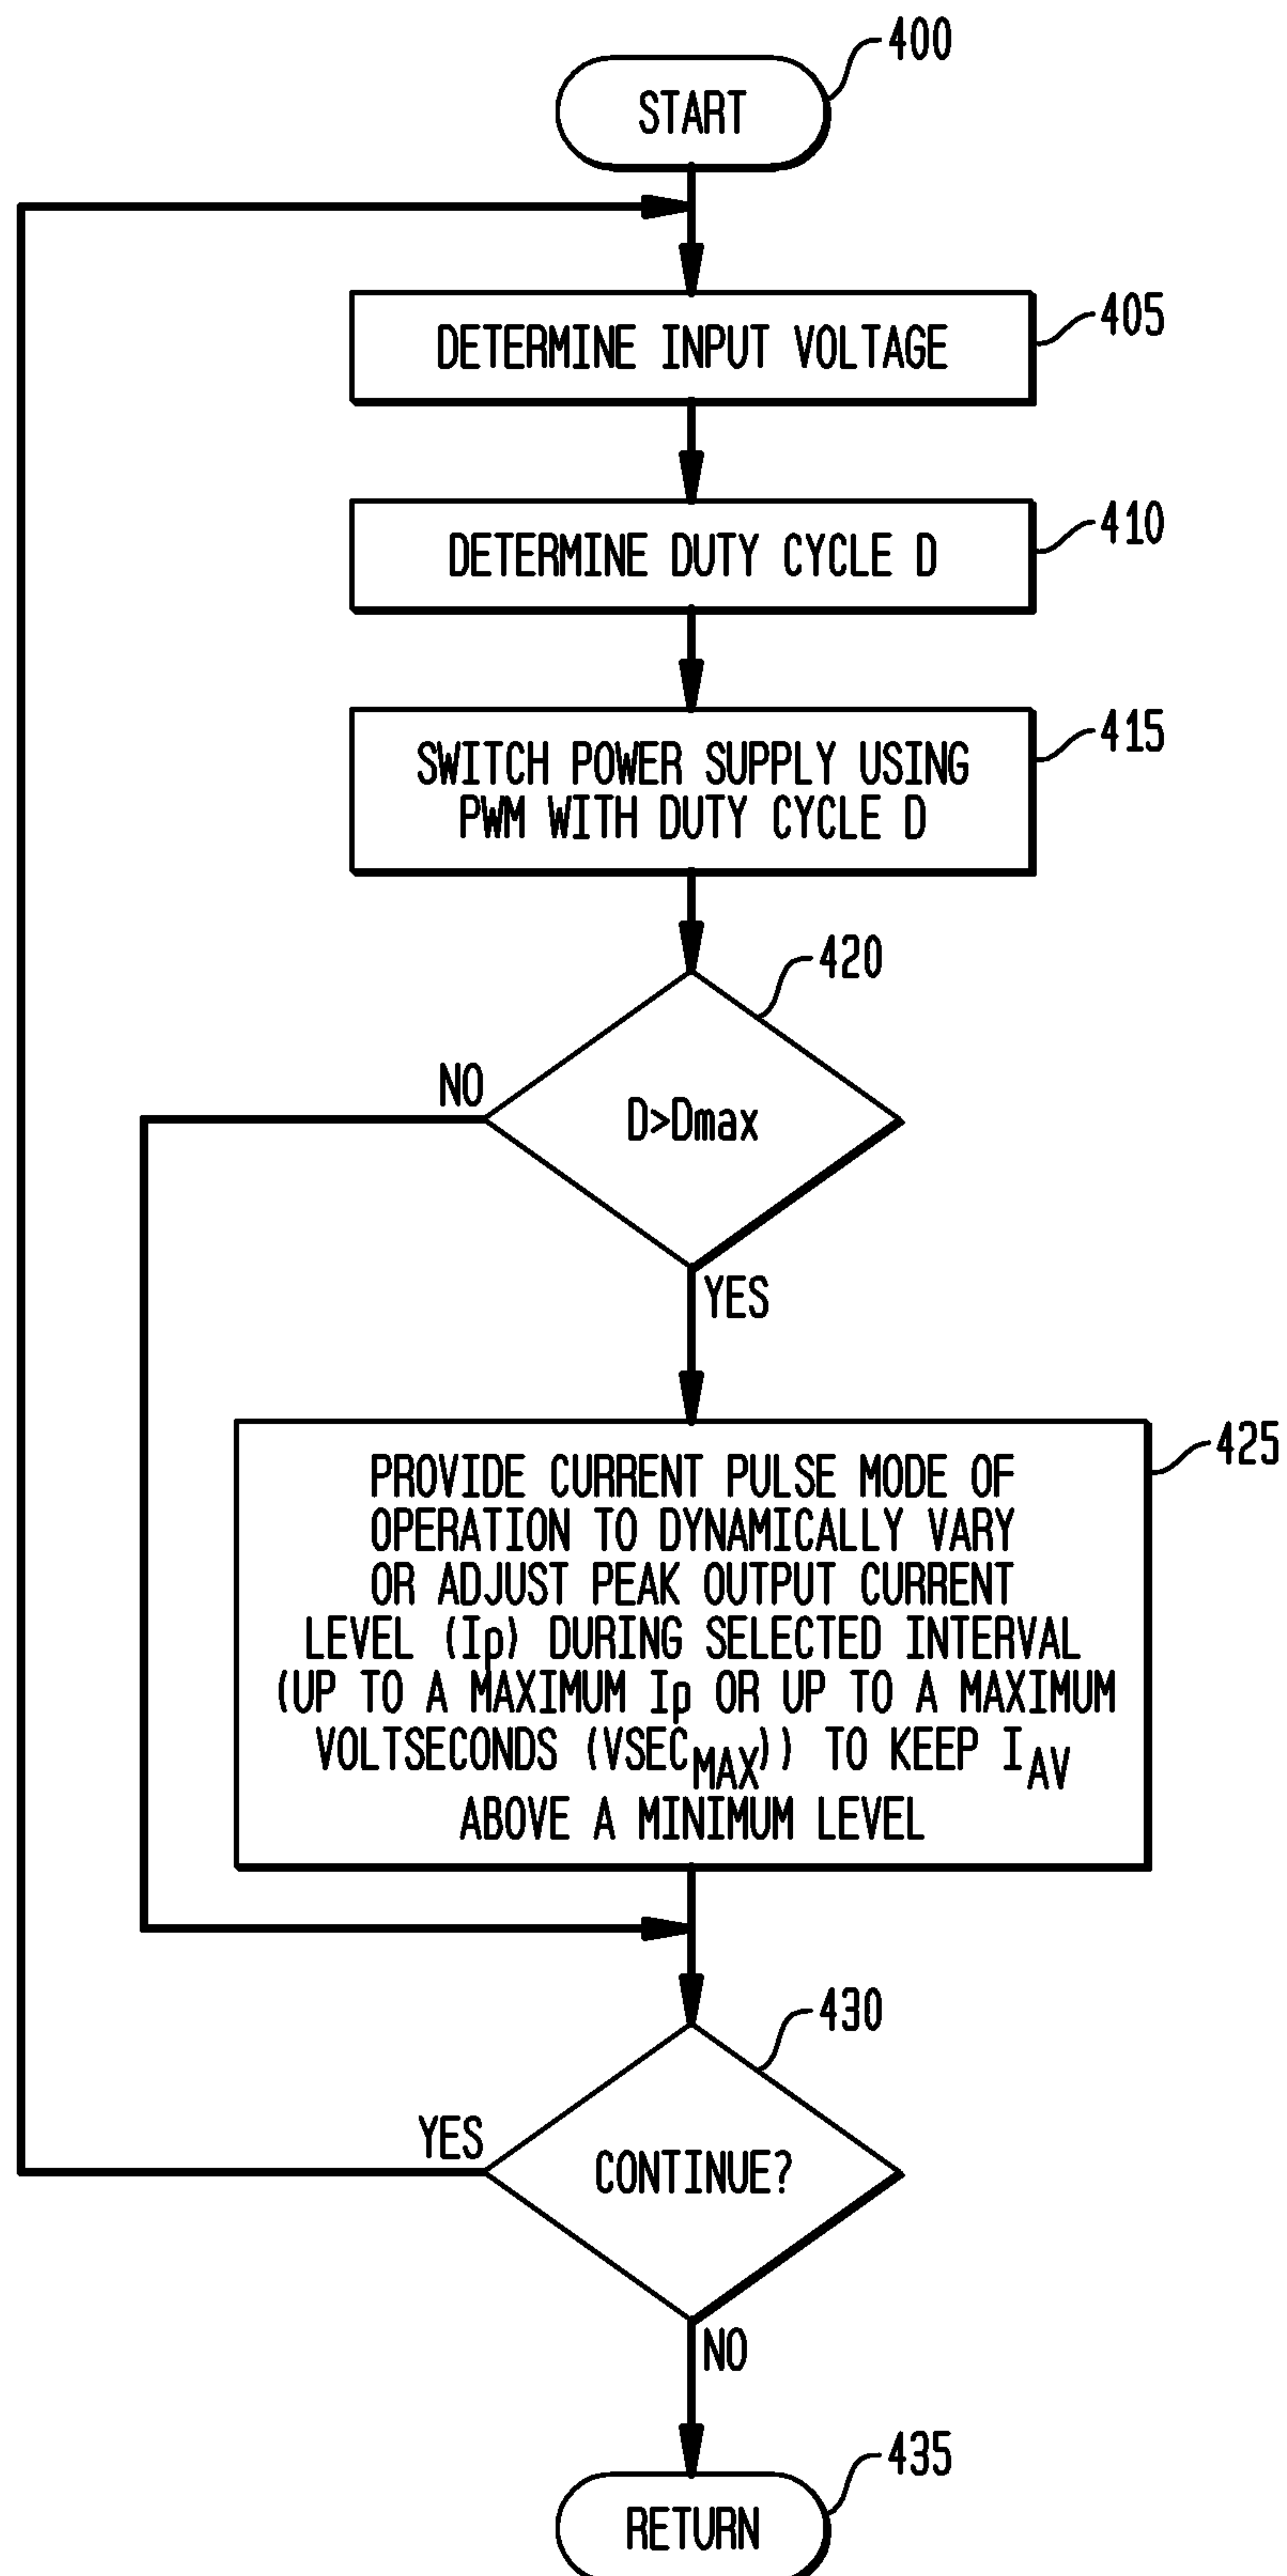 400
START
405
DETERMINE INPUT VOLTAGE
410
DETERMINE DUTY CYCLE D
415
SWITCH POWER SUPPLY USING
PWM WITH DUTY CYCLE D
420
NO
D>Dmax
YES
425
PROVIDE CURRENT PULSE MODE OF
OPERATION TO DYNAMICALLY VARY
OR ADJUST PEAK OUTPUT CURRENT
LEVEL (Ip) DURING SELECTED INTERVAL
(UP TO A MAXIMUM Ip OR UP TO A MAXIMUM
VOLTSECONDS (VSECMAX)) TO KEEP IAV
ABOVE A MINIMUM LEVEL
430
YES
CONTINUE?
NO
435
RETURN